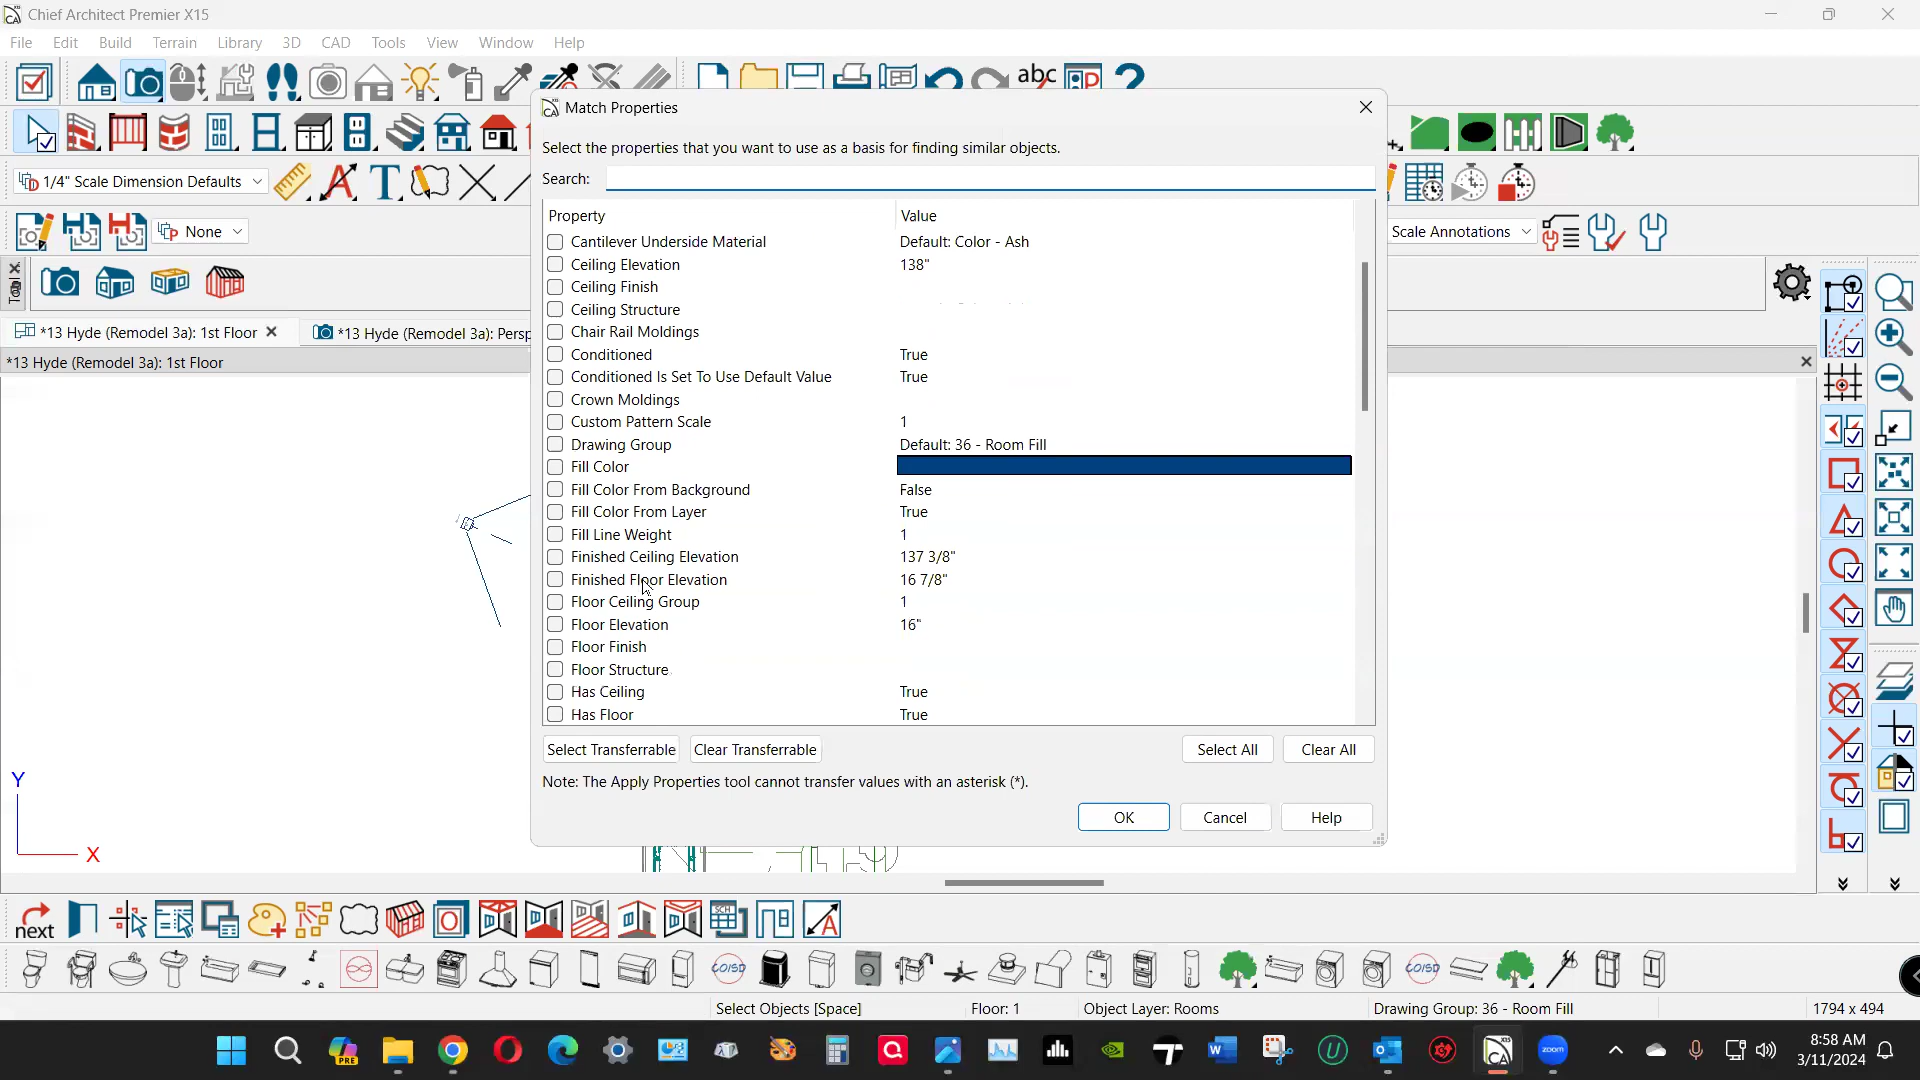 Chief Architect Premier X15
File Edit Build Terrain Library 3D CAD Tools View Window Help
abc
Match Properties
Select the properties that you want to use as a basis for finding similar objects.
Search:
1/4" Scale Dimension Defaults
None
Scale Annotations
*13 Hyde (Remodel 3a): 1st Floor
*13 Hyde (Remodel 3a): Persp
*13 Hyde (Remodel 3a): 1st Floor
Property Value
Cantilever Underside Material Default: Color - Ash
Ceiling Elevation 138"
Ceiling Finish
Ceiling Structure
Chair Rail Moldings
Conditioned True
Conditioned Is Set To Use Default Value True
Crown Moldings
Custom Pattern Scale 1
Drawing Group Default: 36 - Room Fill
Fill Color
Fill Color From Background False
Fill Color From Layer True
Fill Line Weight 1
Finished Ceiling Elevation 137 3/8"
Finished Floor Elevation 16 7/8"
Floor Ceiling Group 1
Floor Elevation 16"
Floor Finish
Floor Structure
Has Ceiling True
Has Floor True
Select Transferrable Clear Transferrable Select All Clear All
Note: The Apply Properties tool cannot transfer values with an asterisk (*).
OK Cancel Help
Y
X
next
Select Objects [Space] Floor: 1 Object Layer: Rooms Drawing Group: 36 - Room Fill 1794 x 494
8:58 AM
3/11/2024